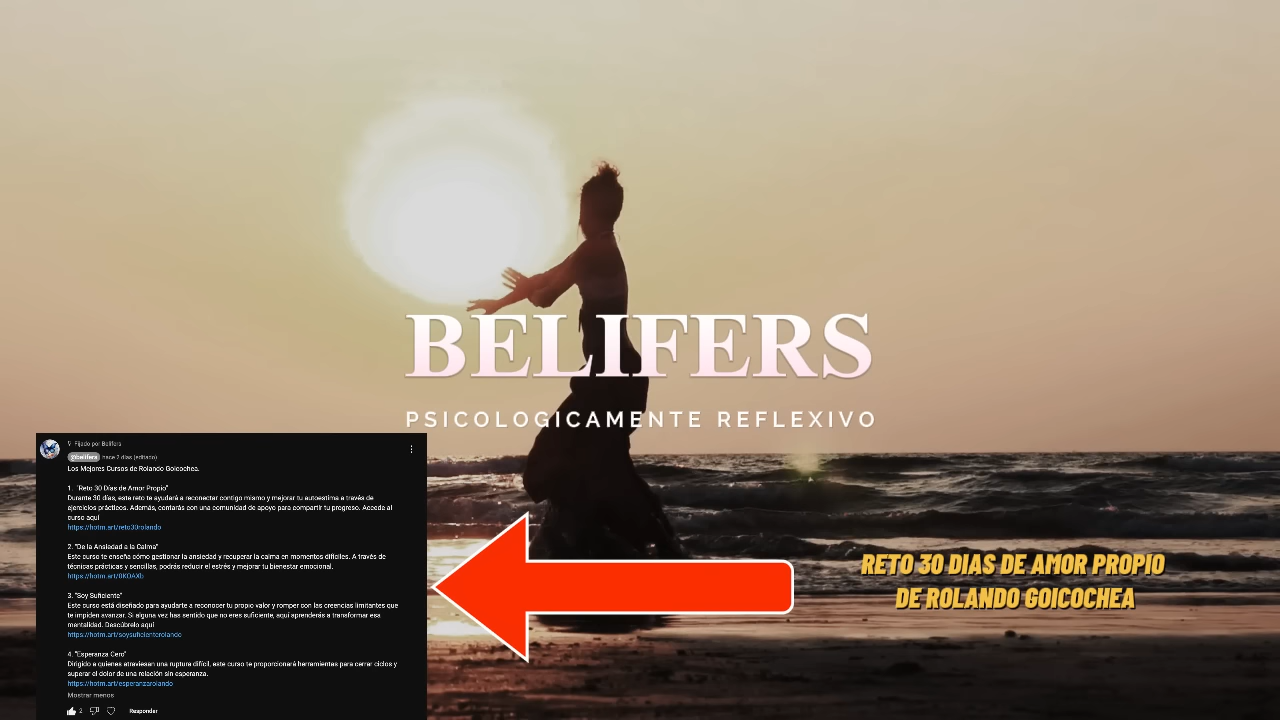 BELIFERS
PSICOLOGICAMENTE REFLEXIVO
Fijado por Belifers
@belifers hace 2 días (editado)
Los Mejores Cursos de Rolando Goicochea.
1. "Reto 30 Días de Amor Propio"
Durante 30 días, este reto te ayudará a reconectar contigo mismo y mejorar tu autoestima a través de
ejercicios prácticos. Además, contarás con una comunidad de apoyo para compartir tu progreso. Accede al
curso aquí
https://hotm.art/reto30rolando
2. "De la Ansiedad a la Calma"
Este curso te enseña cómo gestionar la ansiedad y recuperar la calma en momentos difíciles. A través de
técnicas prácticas y sencillas, podrás reducir el estrés y mejorar tu bienestar emocional.
https://hotm.art/0KOAXb
3. "Soy Suficiente"
Este curso está diseñado para ayudarte a reconocer tu propio valor y romper con las creencias limitantes que
te impiden avanzar. Si alguna vez has sentido que no eres suficiente, aquí aprenderás a transformar esa
mentalidad. Descúbrelo aquí
https://hotm.art/soysuficienterolando
4. "Esperanza Cero"
Dirigido a quienes atraviesan una ruptura difícil, este curso te proporcionará herramientas para cerrar ciclos y
superar el dolor de una relación sin esperanza.
https://hotm.art/esperanzarolando
Mostrar menos
2 Responder
RETO 30 DIAS DE AMOR PROPIO
DE ROLANDO GOICOCHEA